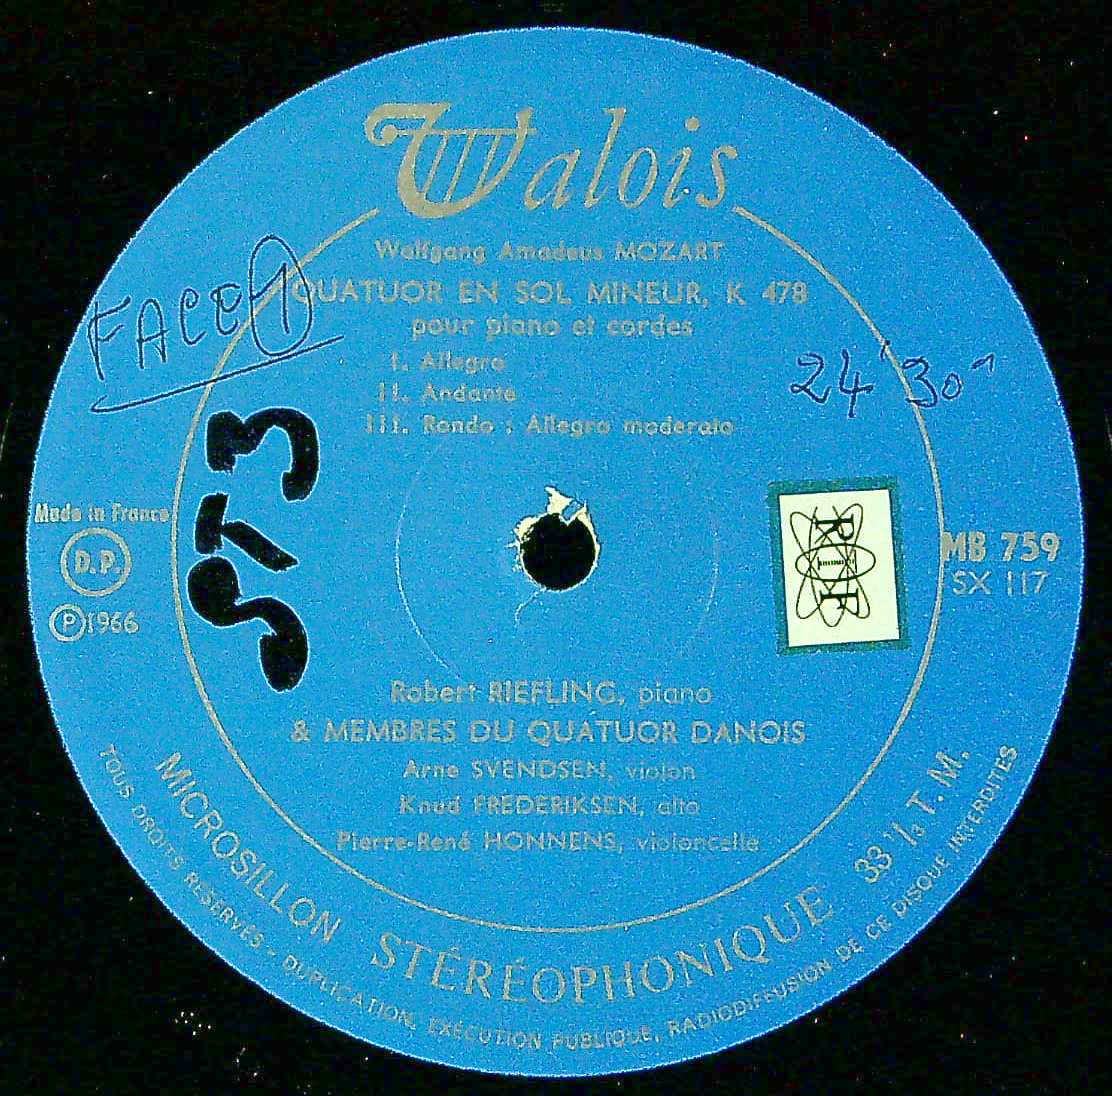 Valois
Wolfgang Amadeus MOZART
QUATUOR EN SOL MINEUR, K 478
pour piano et cordes
I. Allegro
II. Andante
III. Rondo : Allegro moderato
FACE 1
24' 30"
ST3
Made in France
D.P.
℗ 1966
MB 759
SX 117
Robert RIEFLING, piano
& MEMBRES DU QUATUOR DANOIS
Arne SVENDSEN, violon
Knud FREDERIKSEN, alto
Pierre-René HONNENS, violoncelle
MICROSILLON STÉRÉOPHONIQUE 33 1/3 T. M.
TOUS DROITS RÉSERVÉS - DUPLICATION, EXÉCUTION PUBLIQUE, RADIODIFFUSION DE CE DISQUE INTERDITES